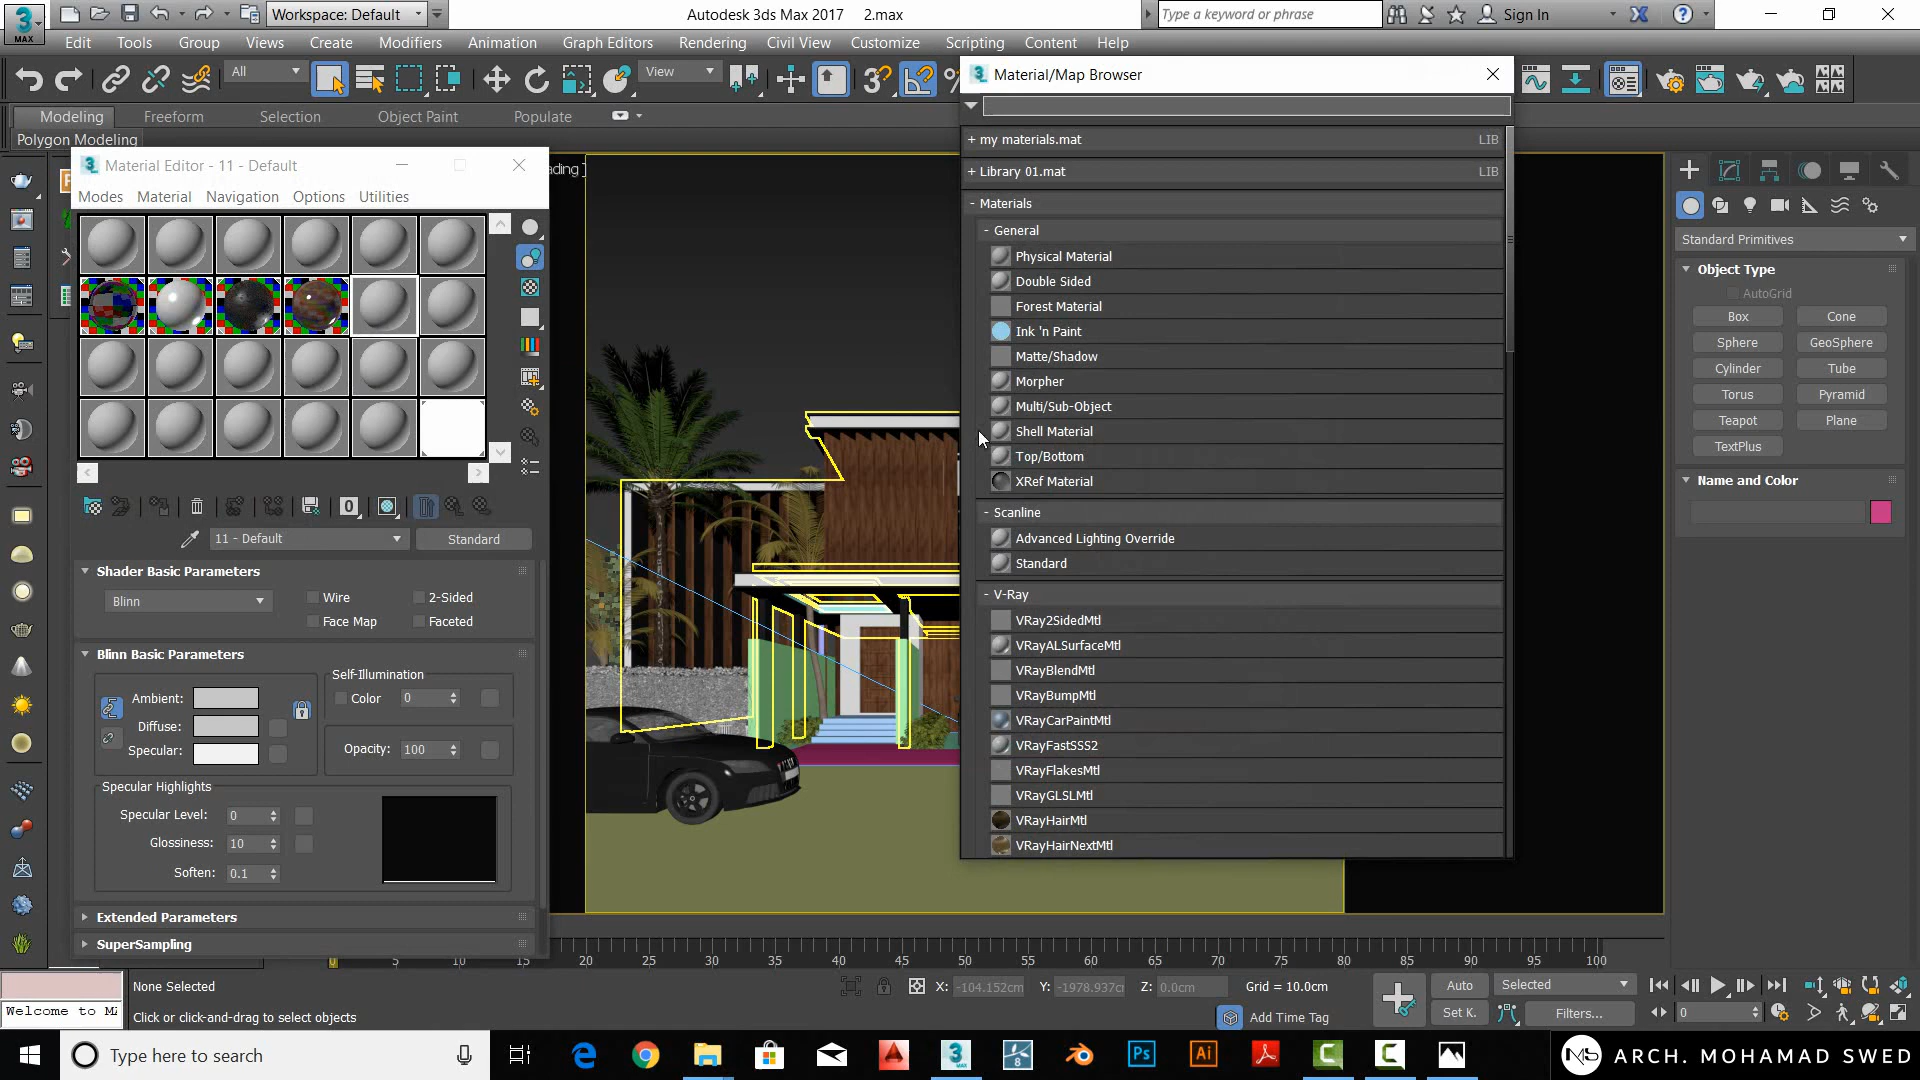 Workspace: Default
Autodesk 3ds Max 2017 2.max
Type a keyword or phrase
Sign In
MAX
Edit Tools Group Views Create Modifiers Animation Graph Editors Rendering Civil View Customize Scripting Content Help
All
View
Modeling Freeform Selection Object Paint Populate
Polygon Modeling
Material/Map Browser
+ my materials.mat LIB
+ Library 01.mat LIB
- Materials
- General
Physical Material
Double Sided
Forest Material
Ink 'n Paint
Matte/Shadow
Morpher
Multi/Sub-Object
Shell Material
Top/Bottom
XRef Material
- Scanline
Advanced Lighting Override
Standard
- V-Ray
VRay2SidedMtl
VRayALSurfaceMtl
VRayBlendMtl
VRayBumpMtl
VRayCarPaintMtl
VRayFastSSS2
VRayFlakesMtl
VRayGLSLMtl
VRayHairMtl
VRayHairNextMtl
Material Editor - 11 - Default
ading ]
Modes Material Navigation Options Utilities
11 - Default
Standard
Shader Basic Parameters
Blinn
Wire
2-Sided
Face Map
Faceted
Blinn Basic Parameters
Self-Illumination
Ambient:
Color 0
Diffuse:
Specular:
Opacity: 100
Specular Highlights
Specular Level: 0
Glossiness: 10
Soften: 0.1
Extended Parameters
SuperSampling
Standard Primitives
Object Type
AutoGrid
Box Cone
Sphere GeoSphere
Cylinder Tube
Torus Pyramid
Teapot Plane
TextPlus
Name and Color
5 10 15 20 25 30 35 40 45 50 55 60 65 70 75 80 85 90 95 100
None Selected
X: -104.152cm
Y: -1978.937cr
Z: 0.0cm
Grid = 10.0cm
Auto
Selected
Welcome to MA
Click or click-and-drag to select objects
Add Time Tag
Set K.
Filters...
0
Type here to search
ARCH. MOHAMAD SWED